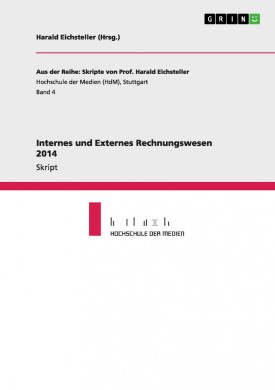 GRIN
Harald Eichsteller (Hrsg.)
Aus der Reihe: Skripte von Prof. Harald Eichsteller
Hochschule der Medien (HdM), Stuttgart
Band 4
Internes und Externes Rechnungswesen
2014
Skript
HOCHSCHULE DER MEDIEN